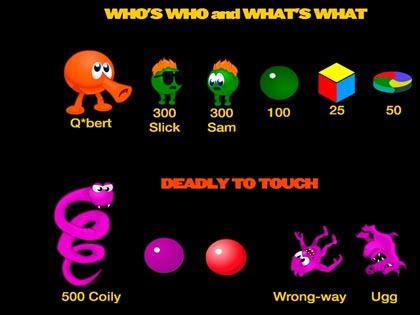 WHO'S WHO and WHAT'S WHAT
Q*bert
300
Slick
300
Sam
100
25
50
DEADLY TO TOUCH
500 Coily
Wrong-way
Ugg